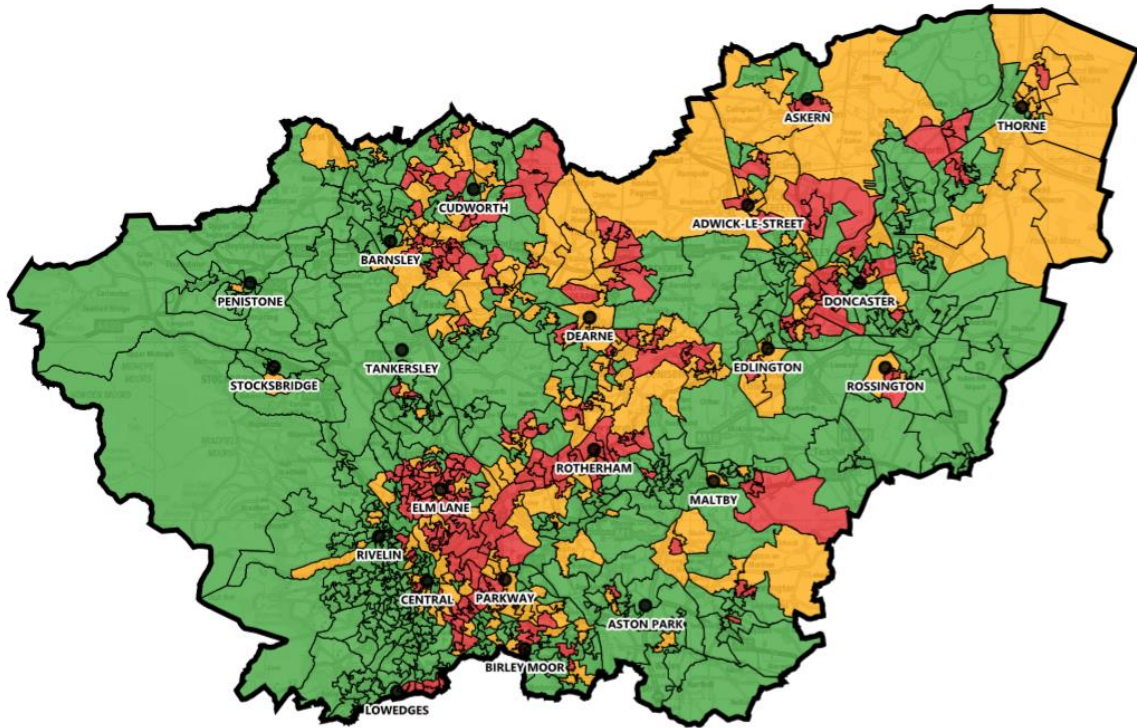 ASKERN
THORNE
CUDWORTH
ADWICK-LE-STREET
BARNSLEY
PENISTONE
DONCASTER
DEARNE
TANKERSLEY
EDLINGTON
STOCKSBRIDGE
ROSSINGTON
ROTHERHAM
MALTBY
ELM LANE
RIVELIN
CENTRAL
PARKWAY
ASTON PARK
BIRLEY MOOR
LOWEDGES